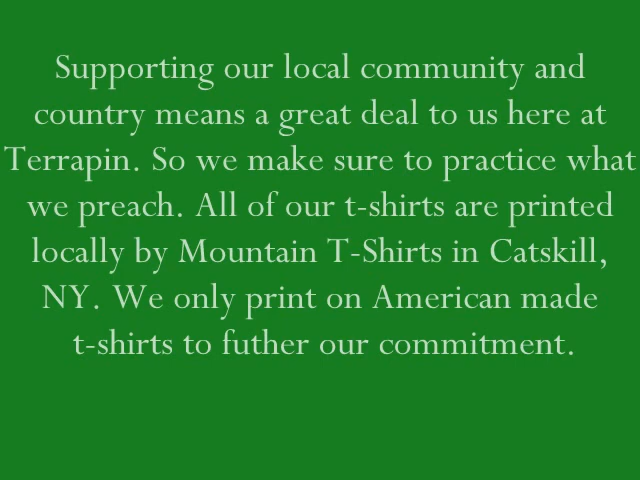 Supporting our local community and
country means a great deal to us here at
Terrapin. So we make sure to practice what
we preach. All of our t-shirts are printed
locally by Mountain T-Shirts in Catskill,
NY. We only print on American made
t-shirts to futher our commitment.